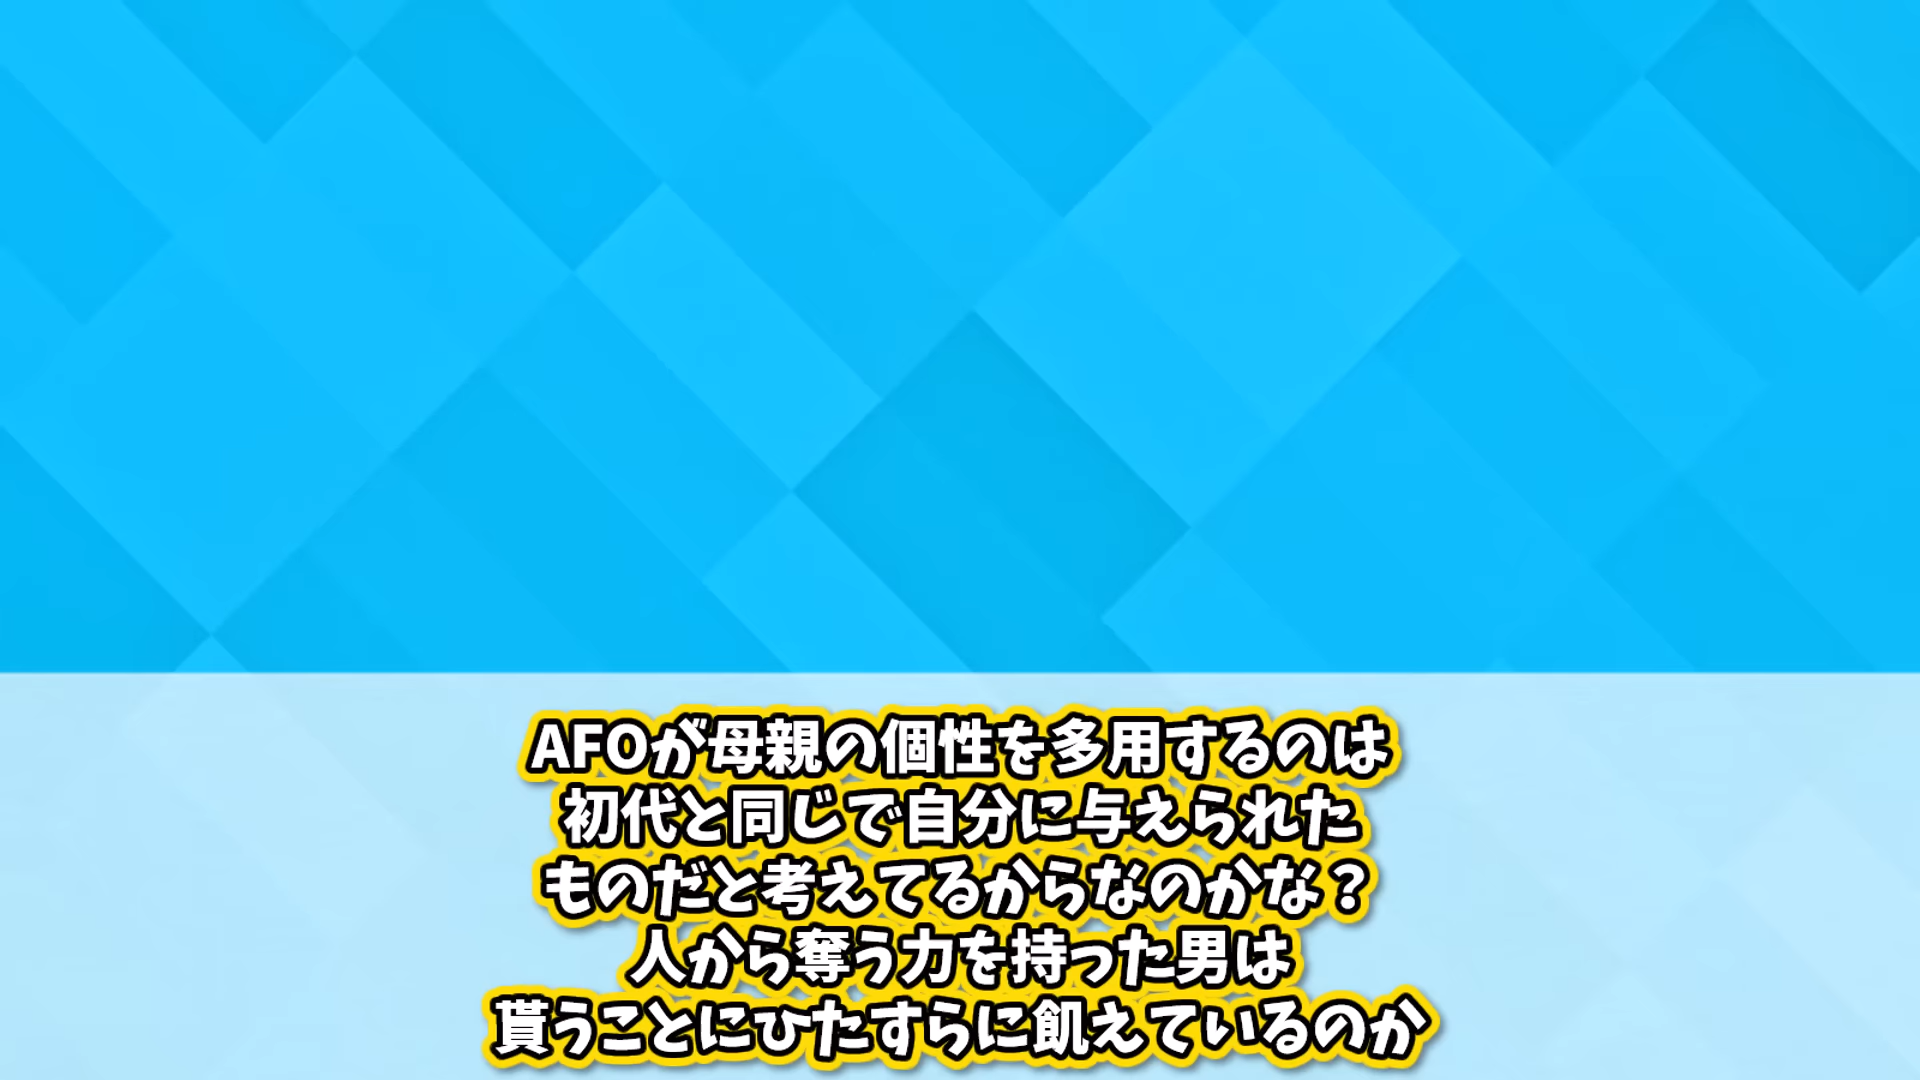 AFOが母親の個性を多用するのは
初代と同じで自分に与えられた
ものだと考えてるからなのかな？
人から奪う力を持った男は
貰うことにひたすらに飢えているのか